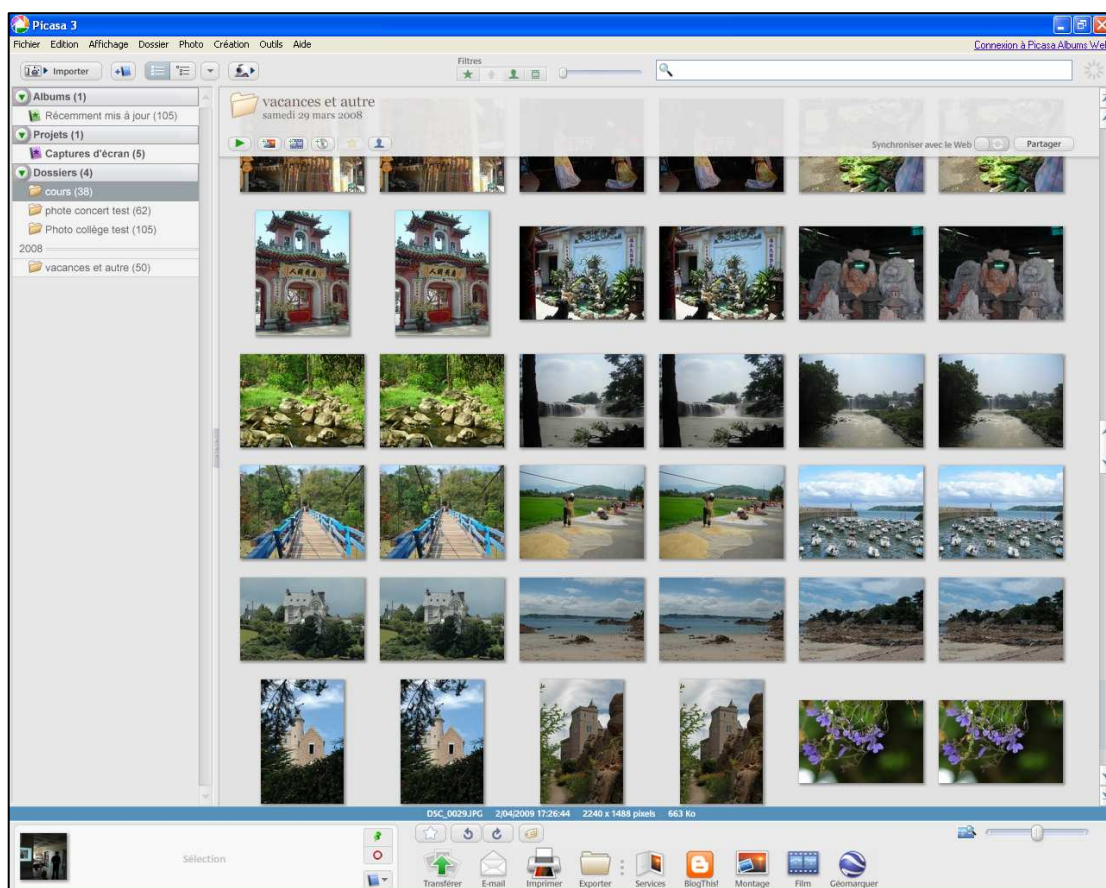 Picasa 3
Fichier Edition Affichage Dossier Photo Création Outils Aide
Connexion à Picasa Albums Web
Importer
Filtres
Albums (1)
Récemment mis à jour (105)
Projets (1)
Captures d'écran (5)
Dossiers (4)
cours (38)
phote concert test (62)
Photo collège test (105)
2008
vacances et autre (50)
vacances et autre
samedi 29 mars 2008
Synchroniser avec le Web
Partager
DSC_0029.JPG 2/04/2009 17:26:44 2240 x 1488 pixels 663 Ko
Sélection
Transférer E-mail Imprimer Exporter Services BlogThis! Montage Film Géomarquer